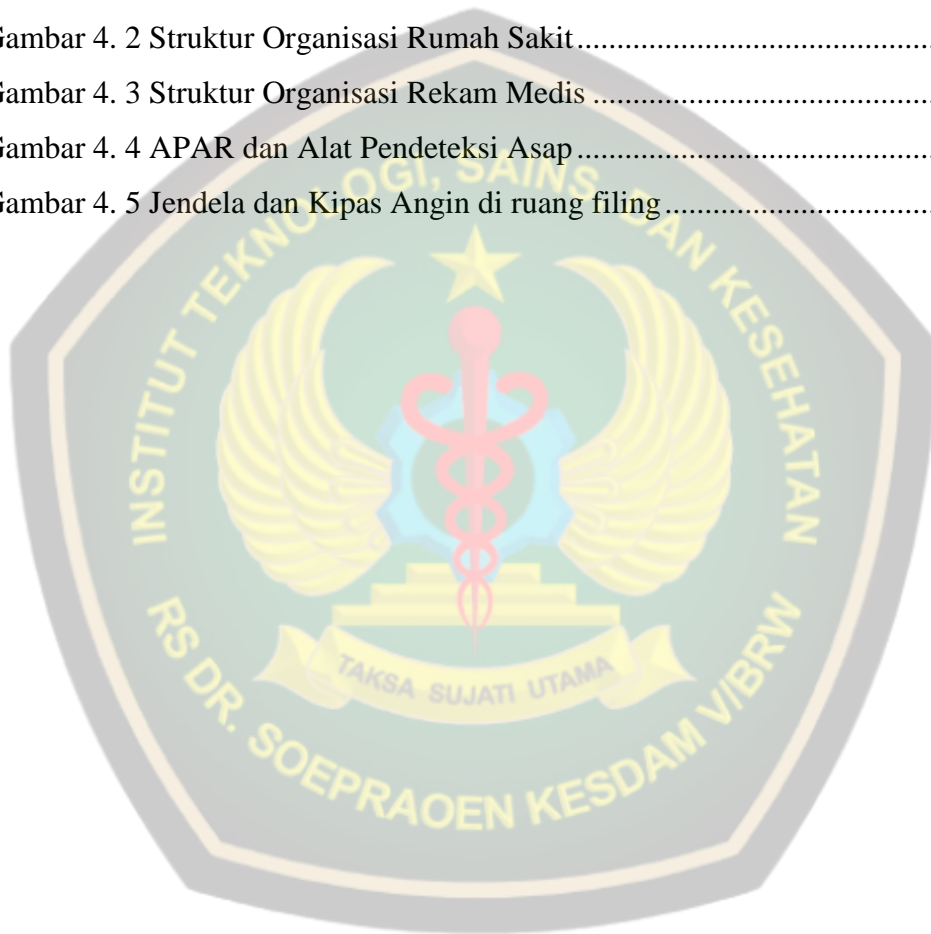 Gambar 4. 2 Struktur Organisasi Rumah Sakit............................................
Gambar 4. 3 Struktur Organisasi Rekam Medis..........................................
Gambar 4. 4 APAR dan Alat Pendeteksi Asap............................................
Gambar 4. 5 Jendela dan Kipas Angin di ruang filing.................................
INSTITUT TEKNOLOGI, SAINS, DAN KESEHATAN
TAKSA SUJATI UTAMA
RS DR. SOEPRAOEN KESDAM V/BRW